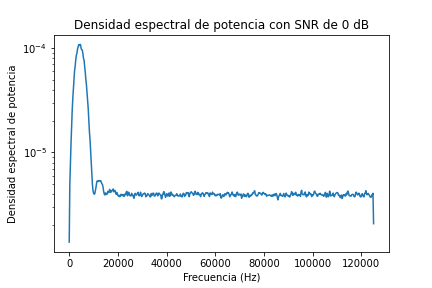 Densidad espectral de potencia con SNR de 0 dB
Densidad espectral de potencia
10⁻⁴
10⁻⁵
0 20000 40000 60000 80000 100000 120000
Frecuencia (Hz)